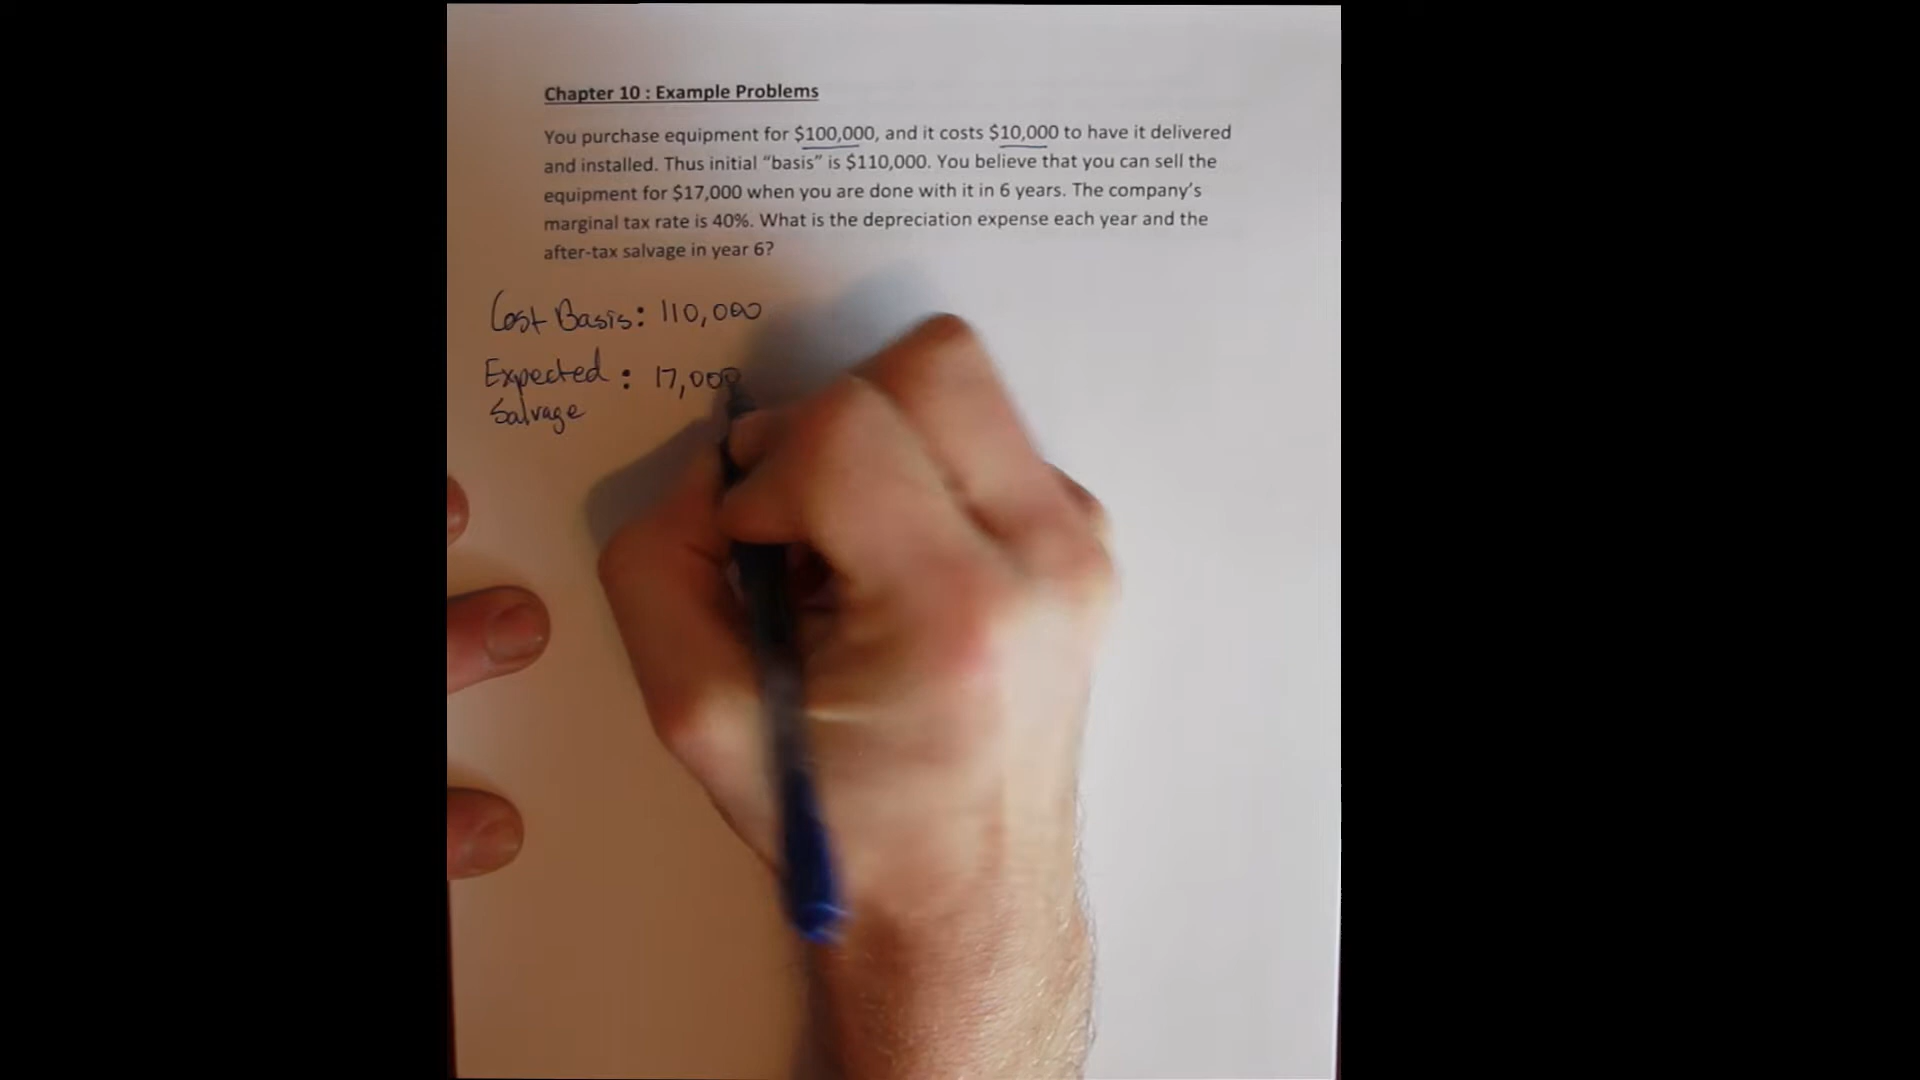 Chapter 10 : Example Problems
You purchase equipment for $100,000, and it costs $10,000 to have it delivered
and installed. Thus initial “basis” is $110,000. You believe that you can sell the
equipment for $17,000 when you are done with it in 6 years. The company’s
marginal tax rate is 40%. What is the depreciation expense each year and the
after-tax salvage in year 6?
Cost Basis: 110,000
Expected : 17,000
Salvage